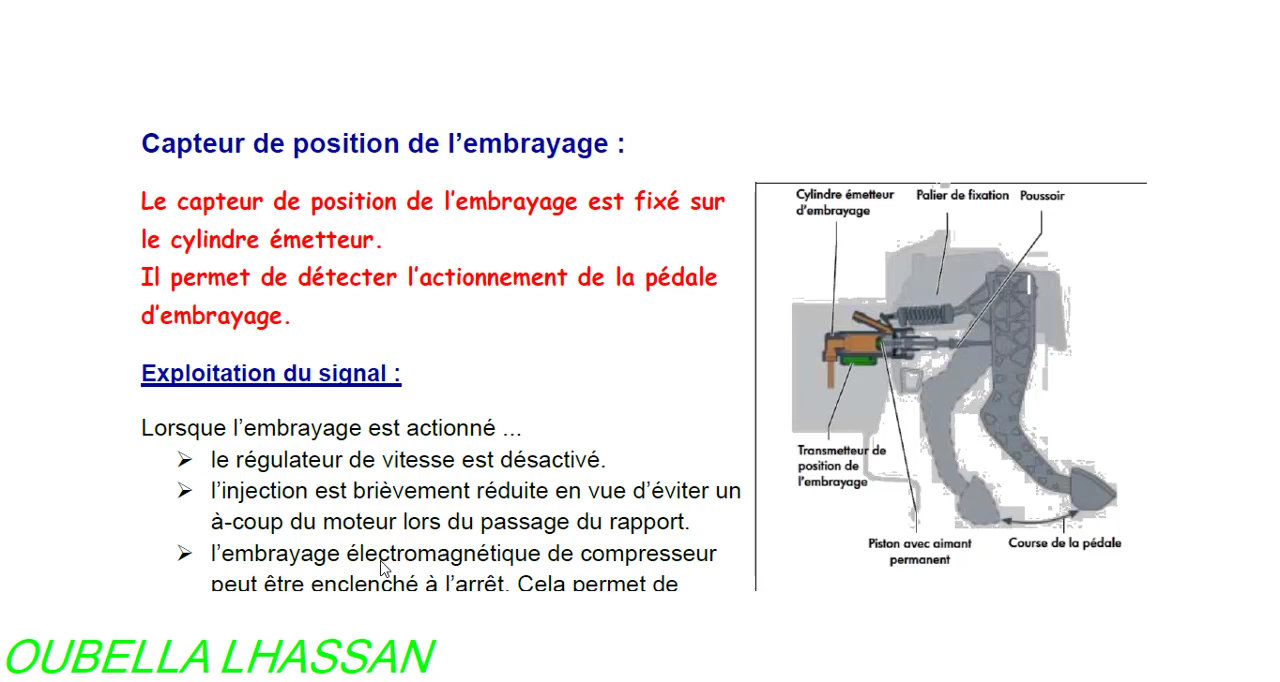 Capteur de position de l’embrayage :
Le capteur de position de l’embrayage est fixé sur
le cylindre émetteur.
Il permet de détecter l’actionnement de la pédale
d’embrayage.
Exploitation du signal :
Lorsque l’embrayage est actionné ...
➢ le régulateur de vitesse est désactivé.
➢ l’injection est brièvement réduite en vue d’éviter un
à-coup du moteur lors du passage du rapport.
➢ l’embrayage électromagnétique de compresseur
peut être enclenché à l’arrêt. Cela permet de
Cylindre émetteur
d’embrayage
Palier de fixation
Poussoir
Transmetteur de
position de
l’embrayage
Piston avec aimant
permanent
Course de la pédale
OUBELLA LHASSAN